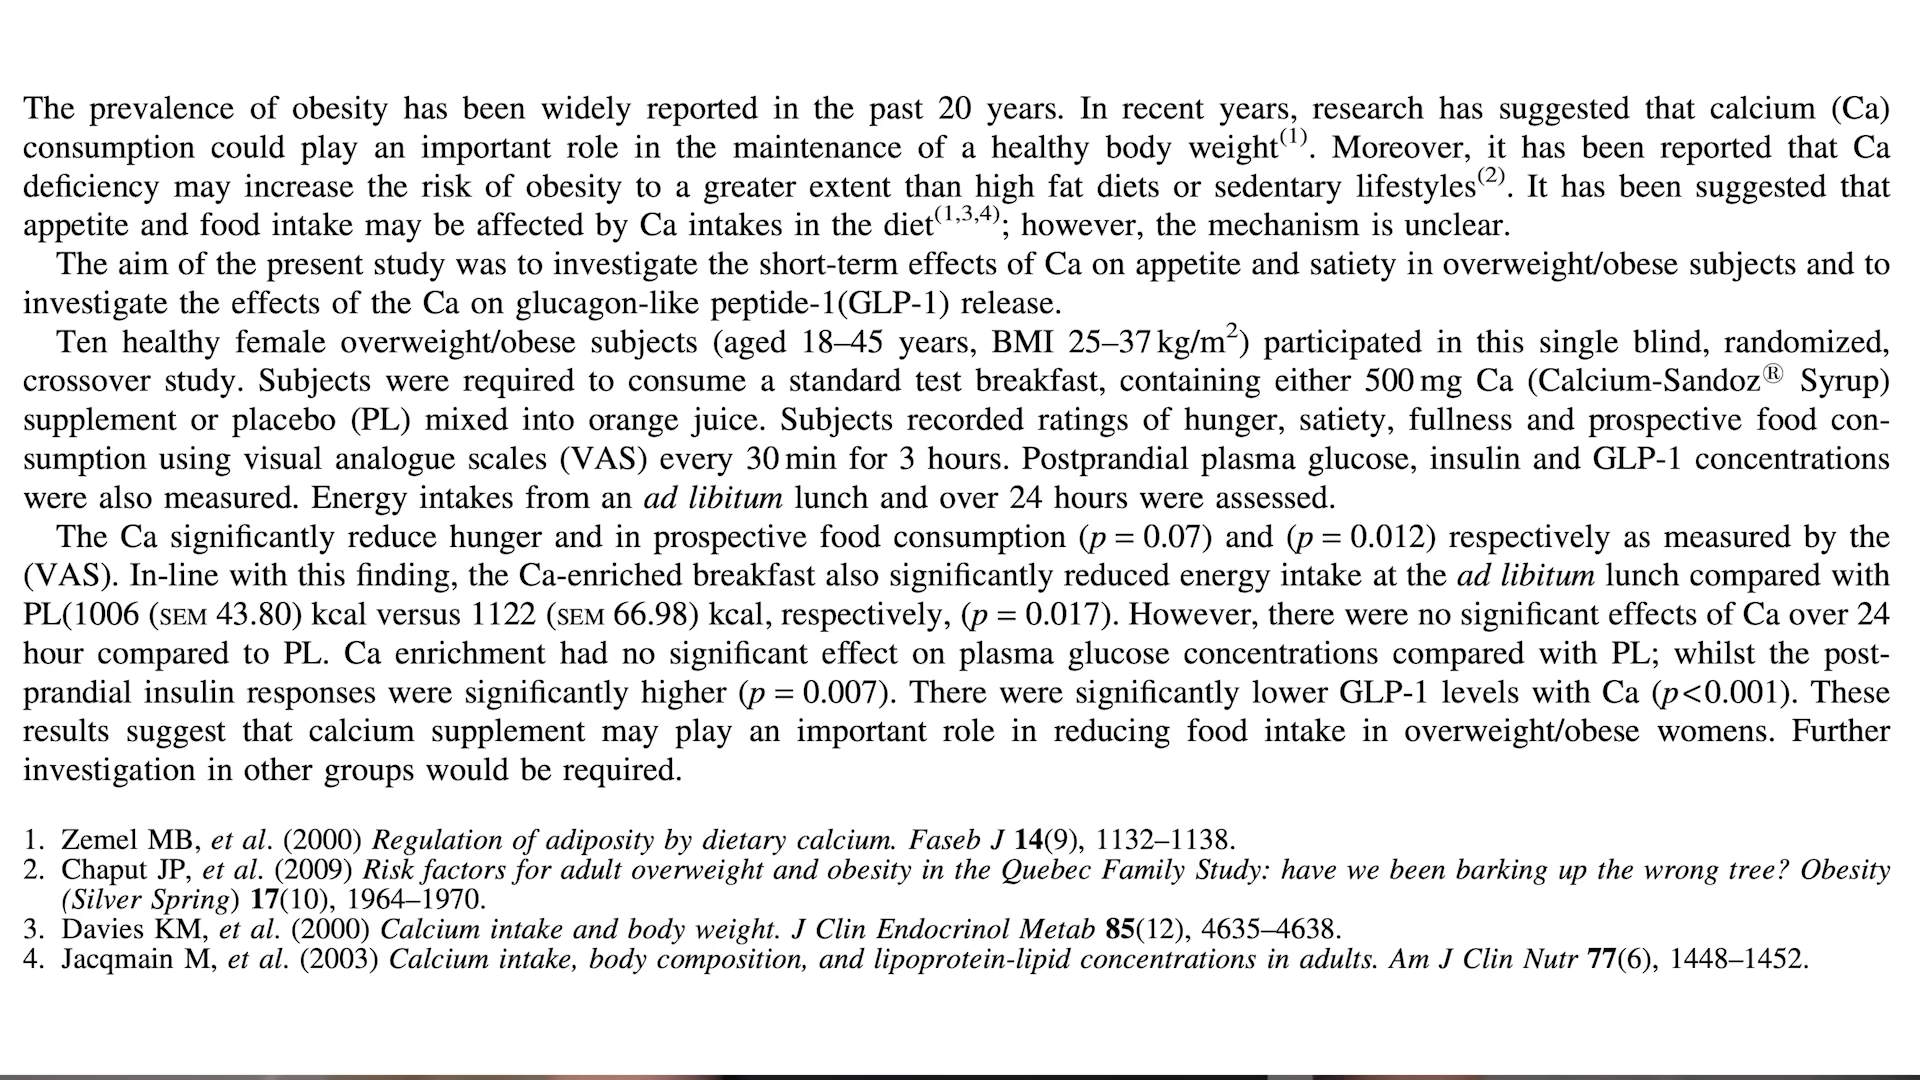 The prevalence of obesity has been widely reported in the past 20 years. In recent years, research has suggested that calcium (Ca)
consumption could play an important role in the maintenance of a healthy body weight(1). Moreover, it has been reported that Ca
deficiency may increase the risk of obesity to a greater extent than high fat diets or sedentary lifestyles(2). It has been suggested that
appetite and food intake may be affected by Ca intakes in the diet(1,3,4); however, the mechanism is unclear.
The aim of the present study was to investigate the short-term effects of Ca on appetite and satiety in overweight/obese subjects and to
investigate the effects of the Ca on glucagon-like peptide-1(GLP-1) release.
Ten healthy female overweight/obese subjects (aged 18–45 years, BMI 25–37 kg/m2) participated in this single blind, randomized,
crossover study. Subjects were required to consume a standard test breakfast, containing either 500 mg Ca (Calcium-Sandoz® Syrup)
supplement or placebo (PL) mixed into orange juice. Subjects recorded ratings of hunger, satiety, fullness and prospective food con-
sumption using visual analogue scales (VAS) every 30 min for 3 hours. Postprandial plasma glucose, insulin and GLP-1 concentrations
were also measured. Energy intakes from an ad libitum lunch and over 24 hours were assessed.
The Ca significantly reduce hunger and in prospective food consumption (p = 0.07) and (p = 0.012) respectively as measured by the
(VAS). In-line with this finding, the Ca-enriched breakfast also significantly reduced energy intake at the ad libitum lunch compared with
PL(1006 (SEM 43.80) kcal versus 1122 (SEM 66.98) kcal, respectively, (p = 0.017). However, there were no significant effects of Ca over 24
hour compared to PL. Ca enrichment had no significant effect on plasma glucose concentrations compared with PL; whilst the post-
prandial insulin responses were significantly higher (p = 0.007). There were significantly lower GLP-1 levels with Ca (p<0.001). These
results suggest that calcium supplement may play an important role in reducing food intake in overweight/obese womens. Further
investigation in other groups would be required.
1. Zemel MB, et al. (2000) Regulation of adiposity by dietary calcium. Faseb J 14(9), 1132–1138.
2. Chaput JP, et al. (2009) Risk factors for adult overweight and obesity in the Quebec Family Study: have we been barking up the wrong tree? Obesity
(Silver Spring) 17(10), 1964–1970.
3. Davies KM, et al. (2000) Calcium intake and body weight. J Clin Endocrinol Metab 85(12), 4635–4638.
4. Jacqmain M, et al. (2003) Calcium intake, body composition, and lipoprotein-lipid concentrations in adults. Am J Clin Nutr 77(6), 1448–1452.